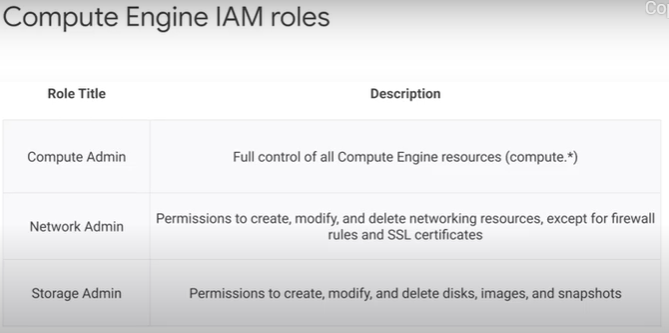 Compute Engine IAM roles
Role Title
Description
Compute Admin
Full control of all Compute Engine resources (compute.*)
Network Admin
Permissions to create, modify, and delete networking resources, except for firewall
rules and SSL certificates
Storage Admin
Permissions to create, modify, and delete disks, images, and snapshots